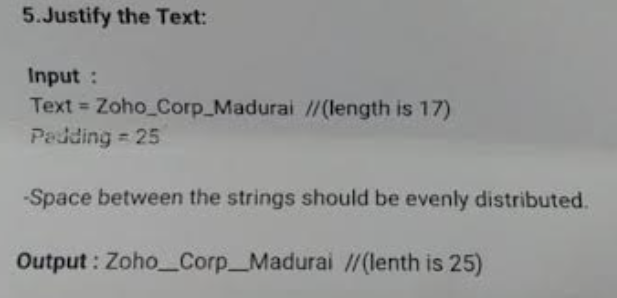 5.Justify the Text:
Input :
Text = Zoho_Corp_Madurai //(length is 17)
Padding = 25
-Space between the strings should be evenly distributed.
Output : Zoho__Corp__Madurai //(lenth is 25)